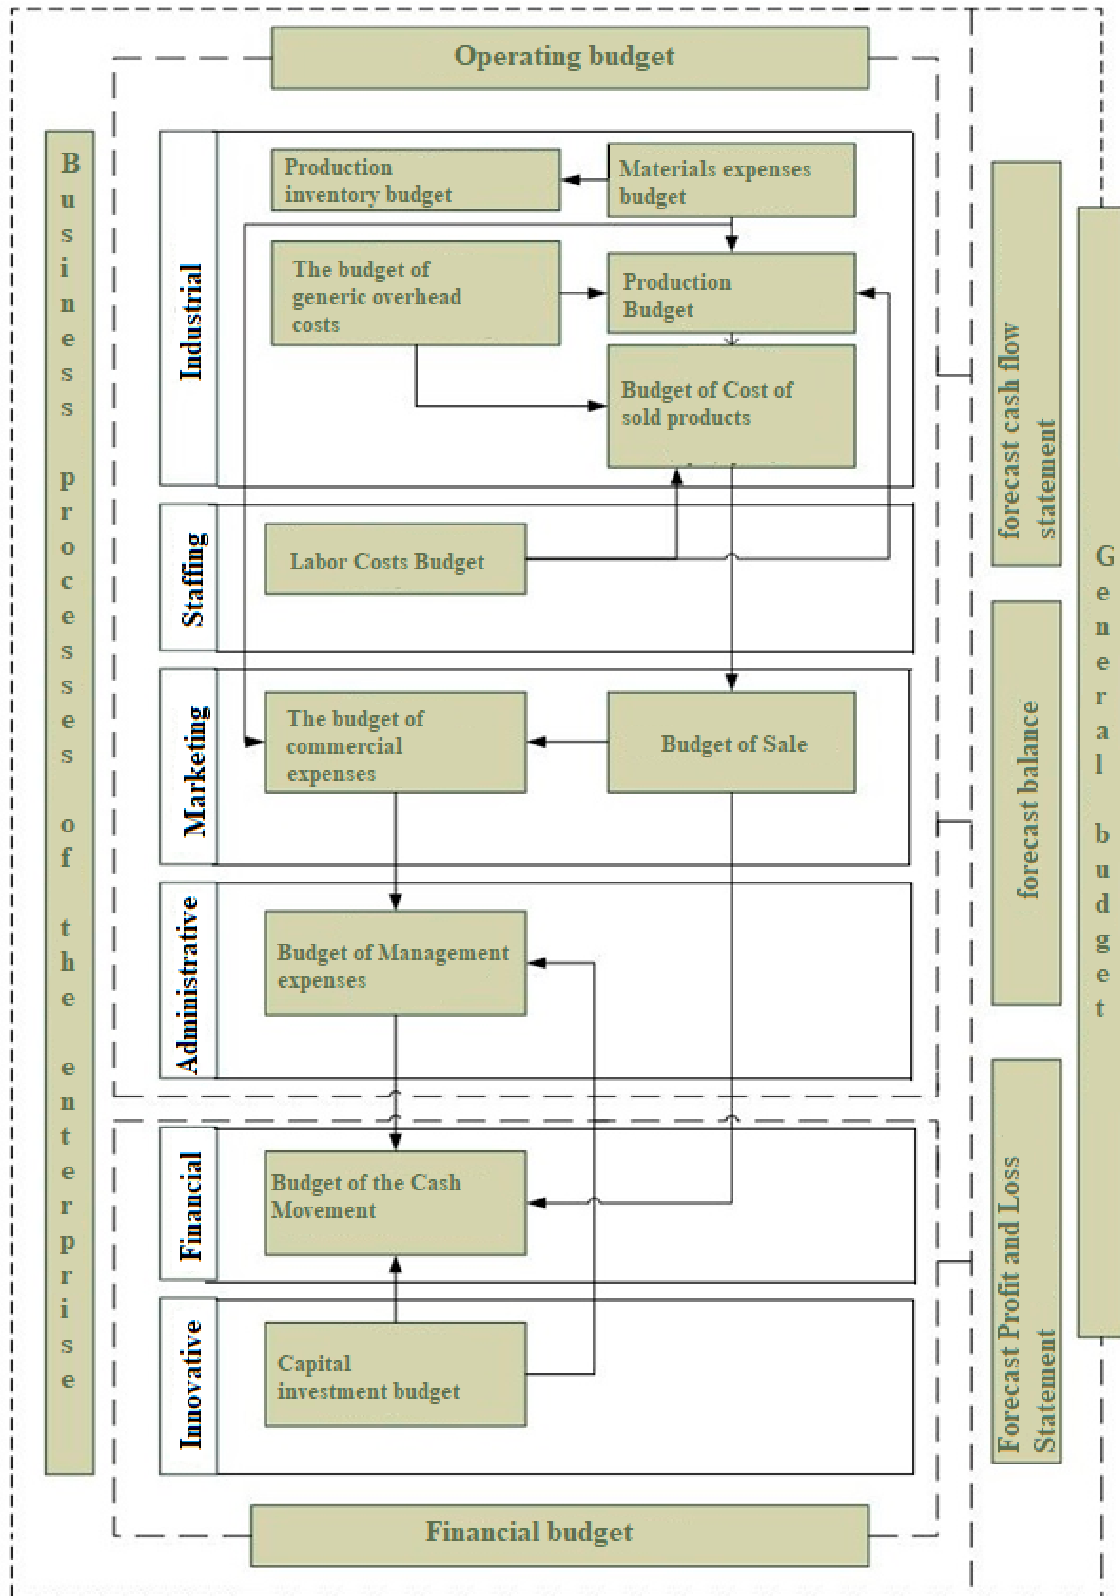 Operating budget
Business processes of the enterprise
Industrial
Production
inventory budget
Materials expenses
budget
The budget of
generic overhead
costs
Production
Budget
Budget of Cost of
sold products
Staffing
Labor Costs Budget
Marketing
The budget of
commercial
expenses
Budget of Sale
Administrative
Budget of Management
expenses
Financial
Budget of the Cash
Movement
Innovative
Capital
investment budget
Financial budget
forecast cash flow
statement
forecast balance
Forecast Profit and Loss
Statement
General budget